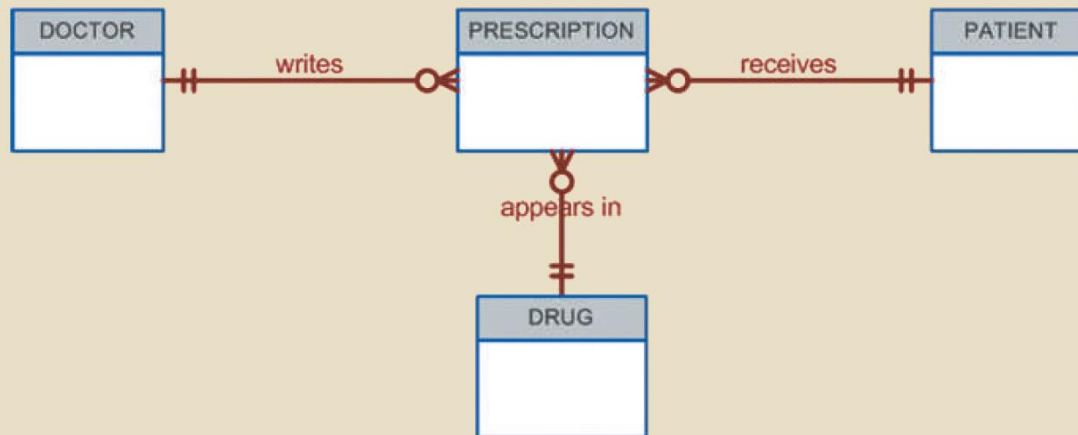 DOCTOR
PRESCRIPTION
PATIENT
writes
receives
appears in
DRUG